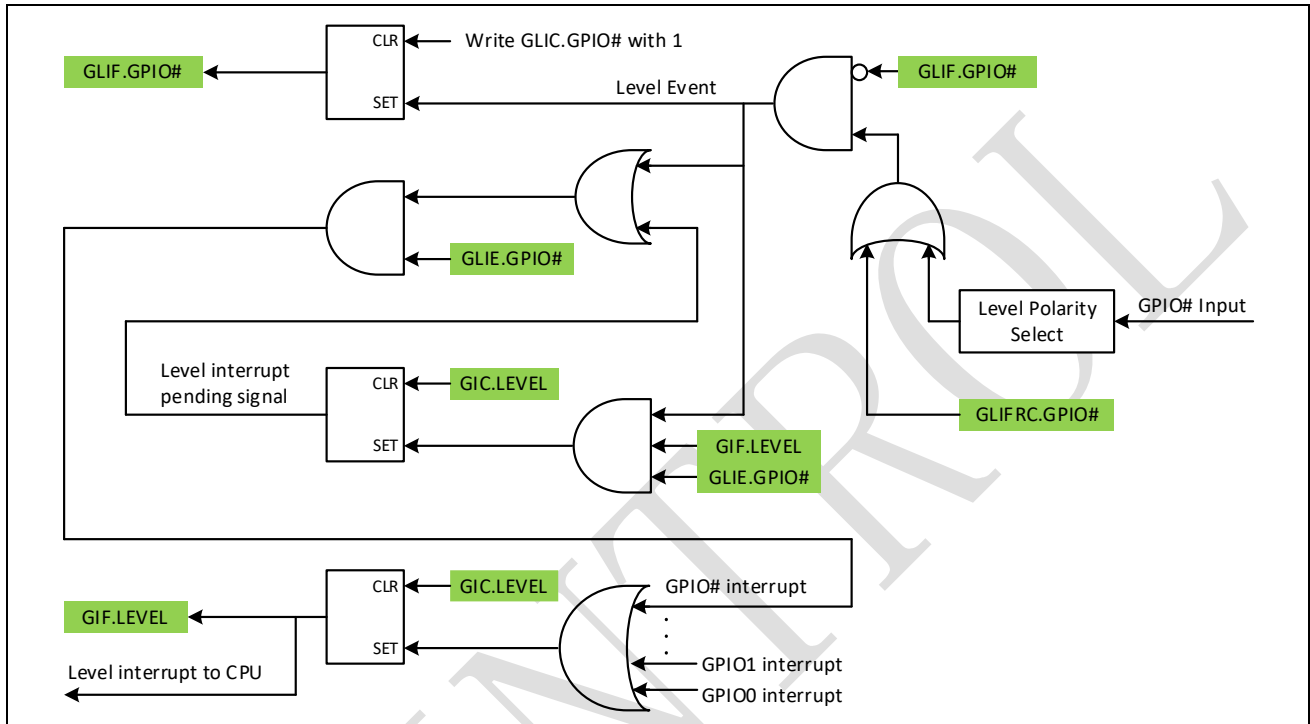 CLR
Write GLIC.GPIO# with 1
GLIF.GPIO#
SET
Level Event
GLIF.GPIO#
GLIE.GPIO#
Level Polarity
Select
GPIO# Input
Level interrupt
pending signal
CLR
GIC.LEVEL
SET
GLIFRC.GPIO#
GIF.LEVEL
GLIE.GPIO#
CLR
GIC.LEVEL
GPIO# interrupt
GIF.LEVEL
SET
Level interrupt to CPU
GPIO1 interrupt
GPIO0 interrupt
NTROL